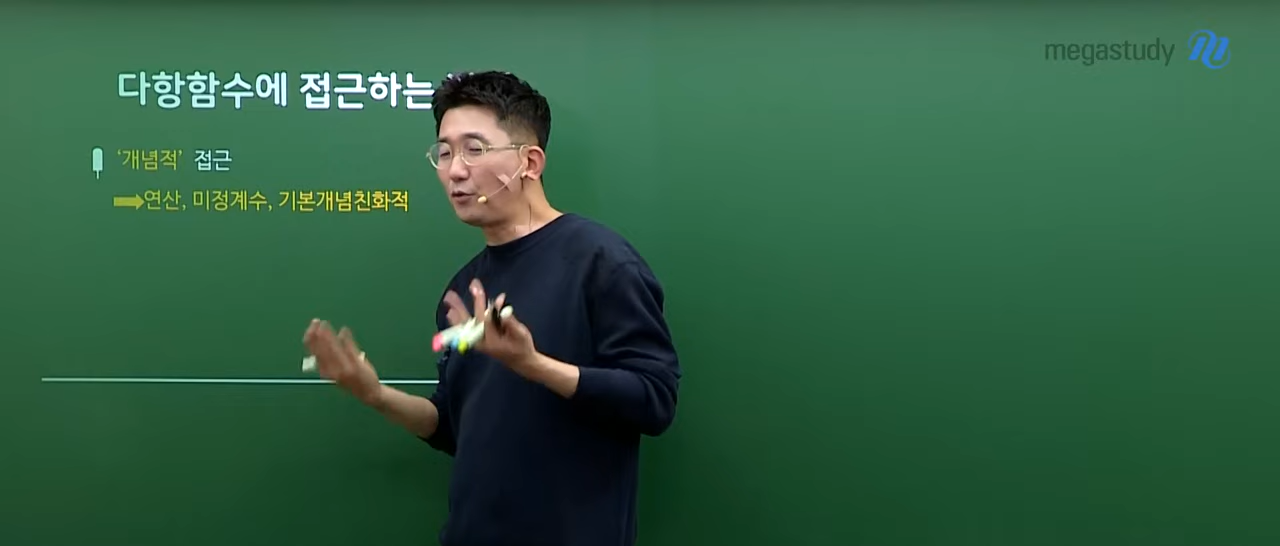 megastudy
다항함수에 접근하는
'개념적' 접근
연산, 미정계수, 기본개념친화적